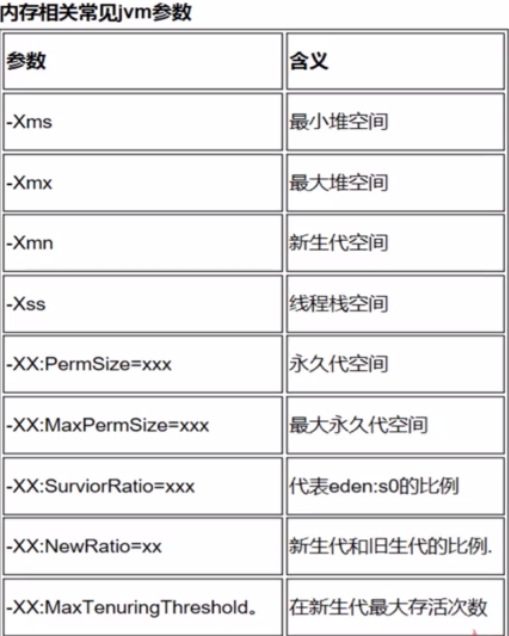 内存相关常见jvm参数
参数 含义
-Xms 最小堆空间
-Xmx 最大堆空间
-Xmn 新生代空间
-Xss 线程栈空间
-XX:PermSize=xxx 永久代空间
-XX:MaxPermSize=xxx 最大永久代空间
-XX:SurviorRatio=xxx 代表eden:s0的比例
-XX:NewRatio=xx 新生代和旧生代的比例.
-XX:MaxTenuringThreshold。 在新生代最大存活次数